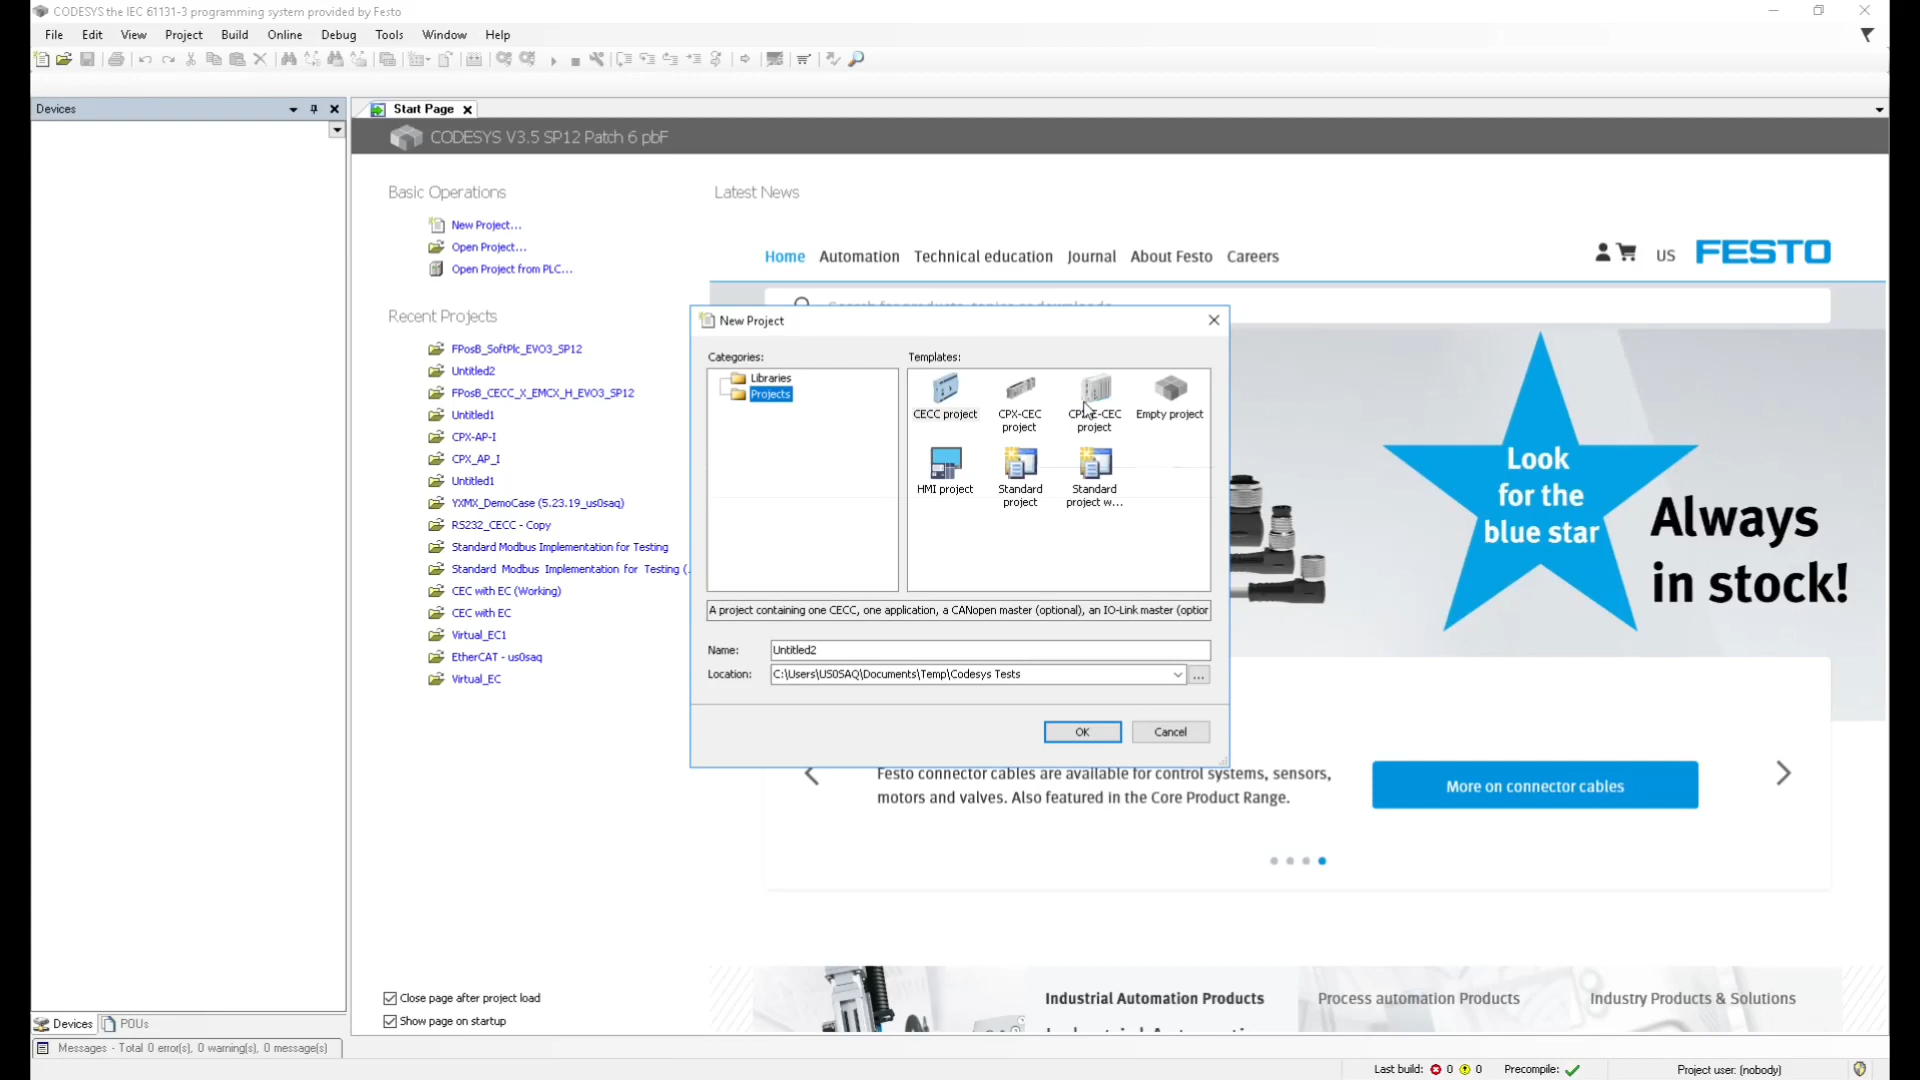 CODESYS the IEC 61131-3 programming system provided by Festo
File Edit View Project Build Online Debug Tools Window Help
Devices
Start Page
CODESYS V3.5 SP12 Patch 6 pbF
Basic Operations
New Project...
Open Project...
Open Project from PLC...
Recent Projects
FPosB_SoftPlc_EVO3_SP12
Untitled2
FPosB_CECC_X_EMCX_H_EVO3_SP12
Untitled1
CPX-AP-I
CPX_AP_I
Untitled1
YXMX_DemoCase (5.23.19_us0saq)
RS232_CECC - Copy
Standard Modbus Implementation for Testing
Standard Modbus Implementation for Testing (.
CEC with EC (Working)
CEC with EC
Virtual_EC1
EtherCAT - us0saq
Virtual_EC
Close page after project load
Show page on startup
Latest News
Home Automation Technical education Journal About Festo Careers
US FESTO
New Project
Categories:
Libraries
Projects
Templates:
CECC project
CPX-CEC project
project
Empty project
HMI project
Standard project
Standard project w...
A project containing one CECC, one application, a CANopen master (optional), an IO-Link master (option
Name: Untitled2
Location: C:\Users\US0SAQ\Documents\Temp\Codesys Tests
...
OK Cancel
Look
for the
blue star
Always
in stock!
Festo connector cables are available for control systems, sensors,
motors and valves. Also featured in the Core Product Range.
More on connector cables
Industrial Automation Products Process automation Products Industry Products & Solutions
Devices POUs
Messages - Total 0 error(s), 0 warning(s), 0 message(s)
Last build: 0 0 Precompile: Project user: (nobody)